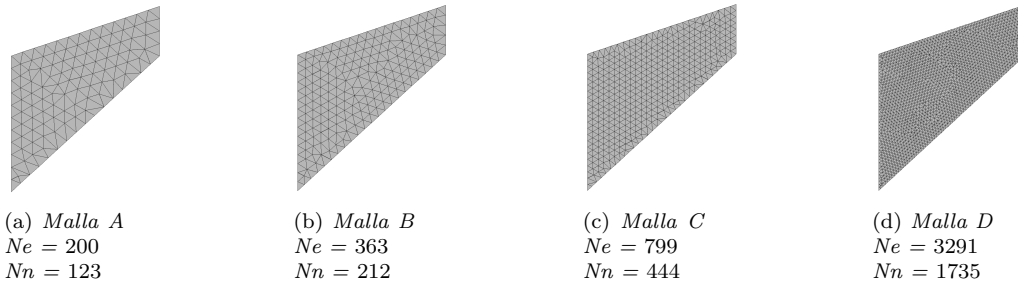 (a) Malla A
Ne = 200
Nn = 123
(b) Malla B
Ne = 363
Nn = 212
(c) Malla C
Ne = 799
Nn = 444
(d) Malla D
Ne = 3291
Nn = 1735